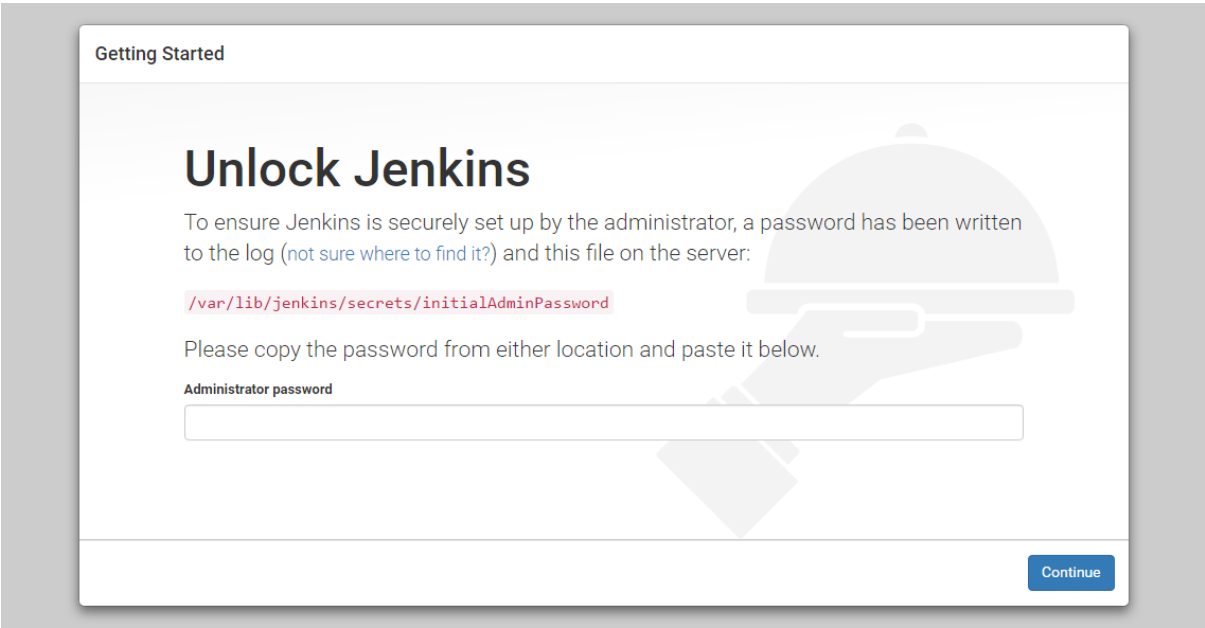 Getting Started
Unlock Jenkins
To ensure Jenkins is securely set up by the administrator, a password has been written
to the log (not sure where to find it?) and this file on the server:
/var/lib/jenkins/secrets/initialAdminPassword
Please copy the password from either location and paste it below.
Administrator password
Continue